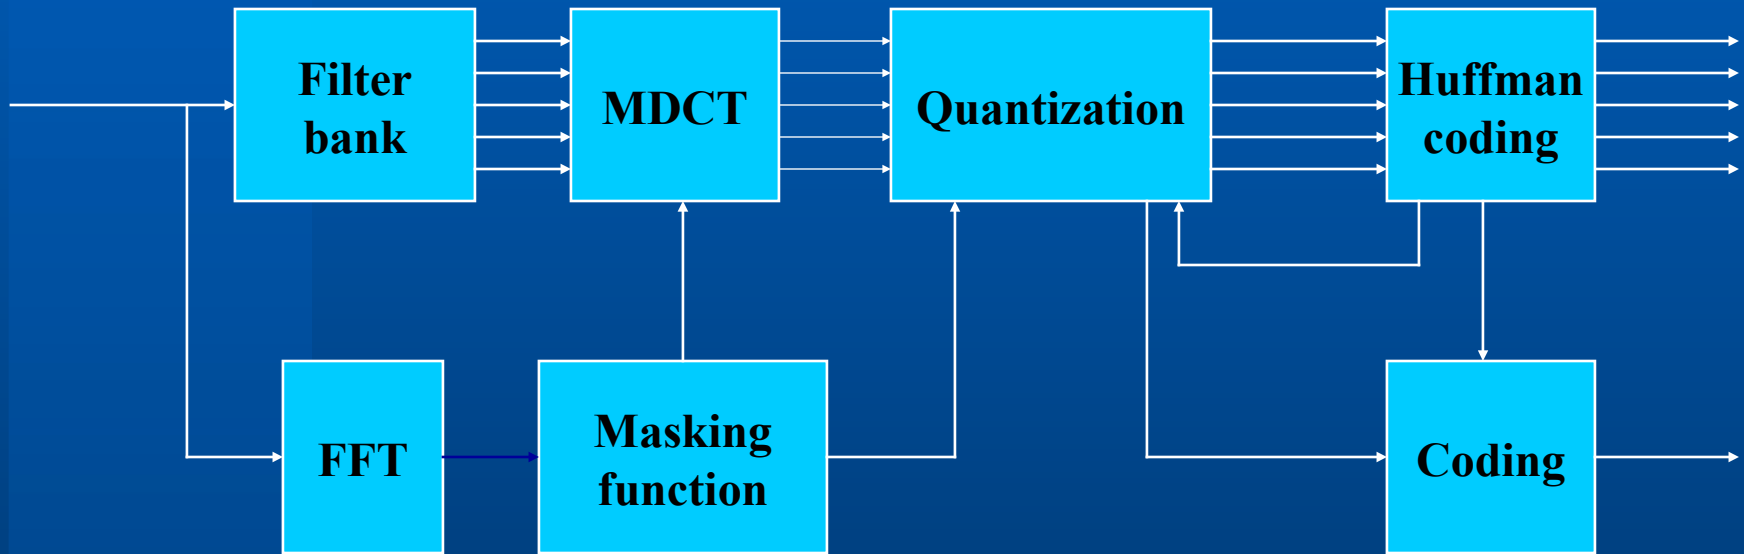 Filter
bank
MDCT
Quantization
Huffman
coding
FFT
Masking
function
Coding